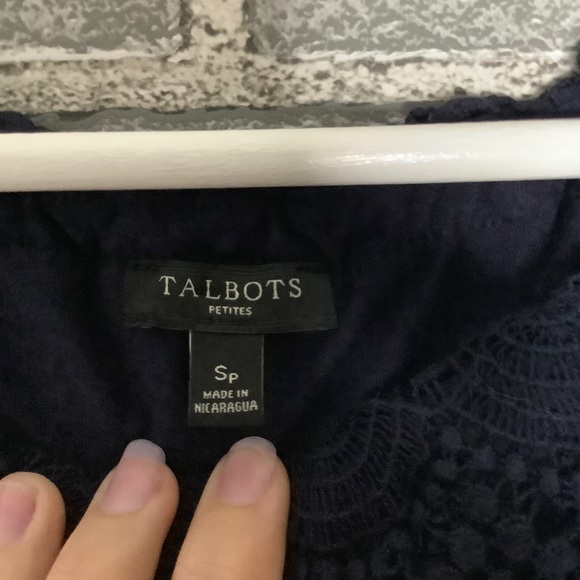 TALBOTS
PETITES
SP
MADE IN
NICARAGUA